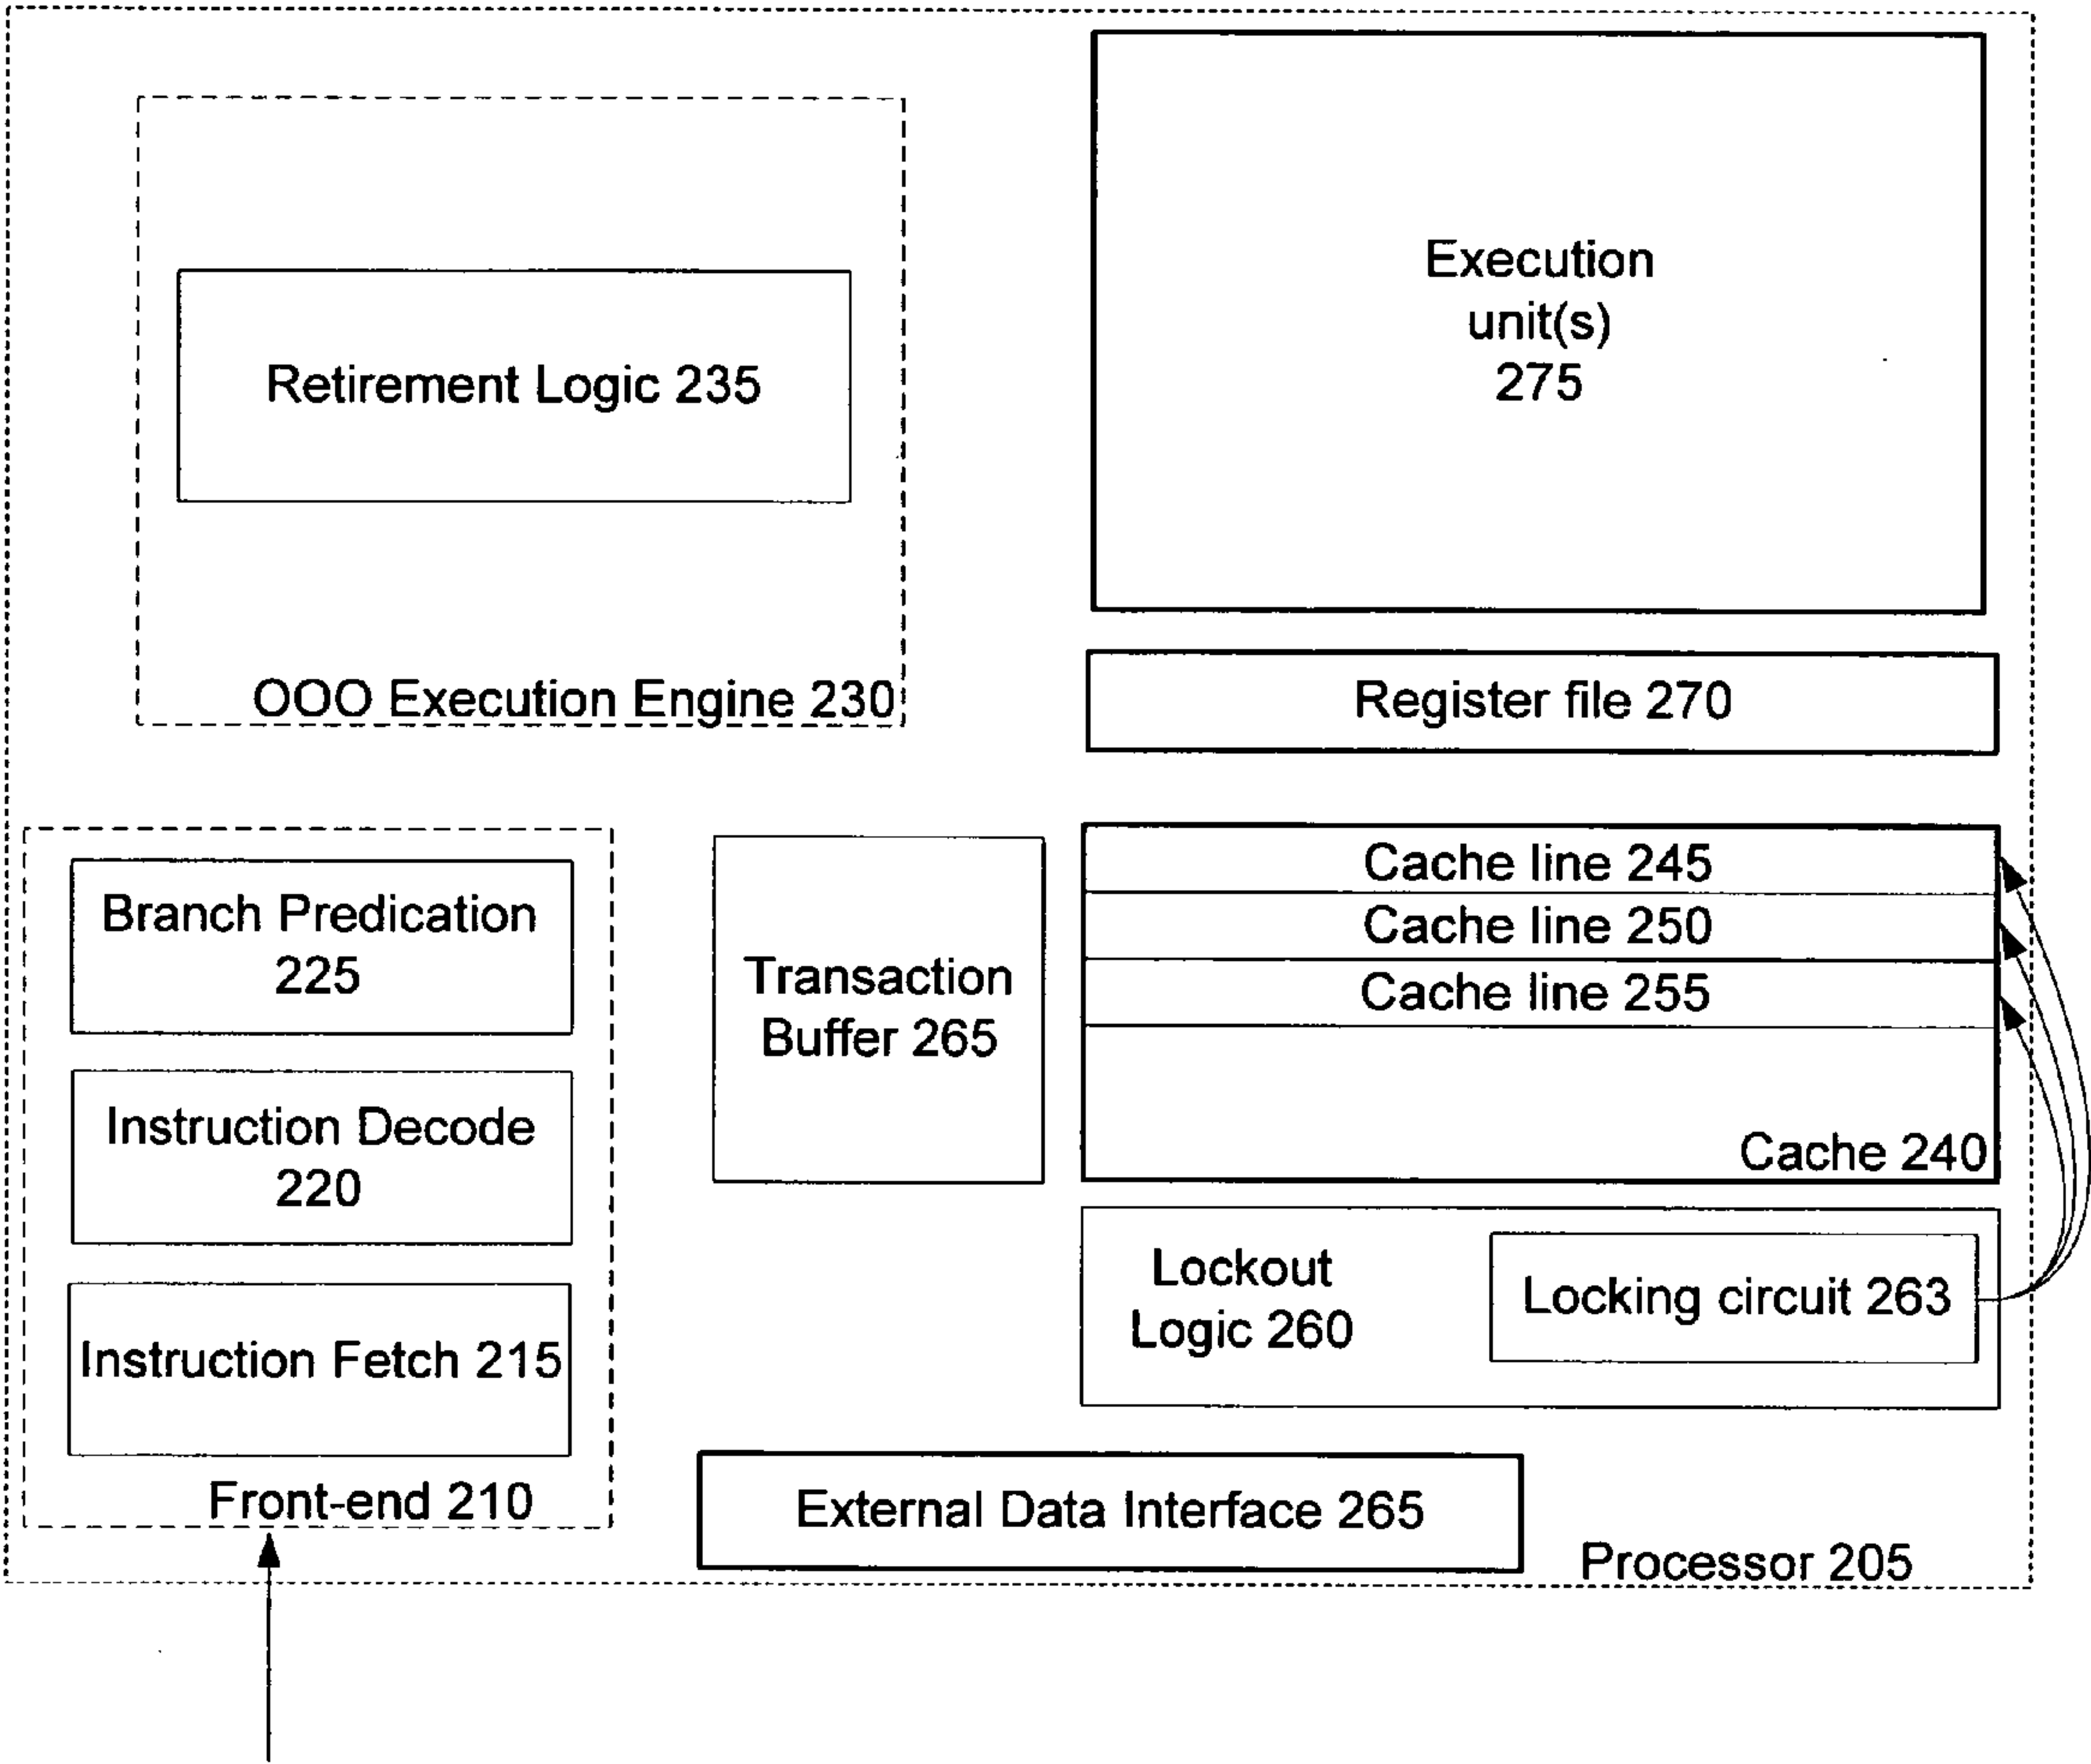 Execution
unit(s)
275
Retirement Logic 235
OOO Execution Engine 230
Register file 270
Branch Predication
225
Instruction Decode
220
Instruction Fetch 215
Front-end 210
Transaction
Buffer 265
Cache line 245
Cache line 250
Cache line 255
Cache 240
Lockout
Logic 260
Locking circuit 263
External Data Interface 265
Processor 205